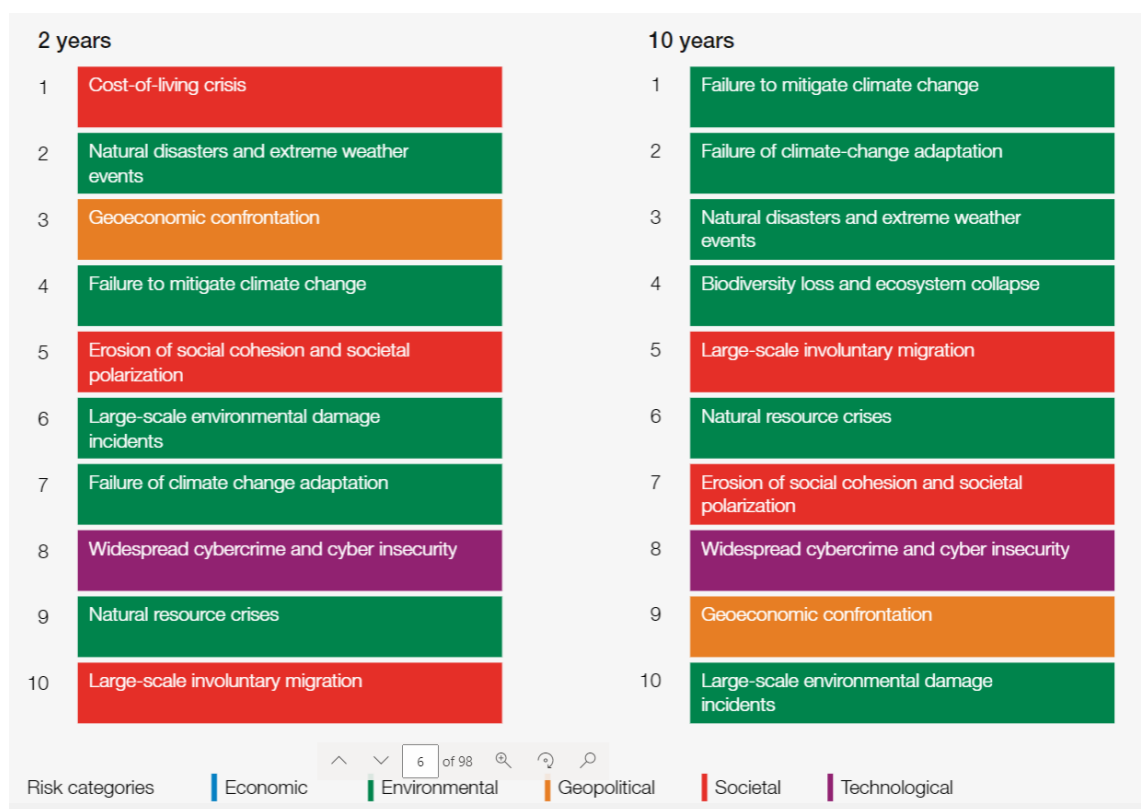 2 years
1
Cost-of-living crisis
2
Natural disasters and extreme weather
events
3
Geoeconomic confrontation
4
Failure to mitigate climate change
5
Erosion of social cohesion and societal
polarization
6
Large-scale environmental damage
incidents
7
Failure of climate change adaptation
8
Widespread cybercrime and cyber insecurity
9
Natural resource crises
10
Large-scale involuntary migration
10 years
1
Failure to mitigate climate change
2
Failure of climate-change adaptation
3
Natural disasters and extreme weather
events
4
Biodiversity loss and ecosystem collapse
5
Large-scale involuntary migration
6
Natural resource crises
7
Erosion of social cohesion and societal
polarization
8
Widespread cybercrime and cyber insecurity
9
Geoeconomic confrontation
10
Large-scale environmental damage
incidents
6 of 98
Risk categories Economic Environmental Geopolitical Societal Technological